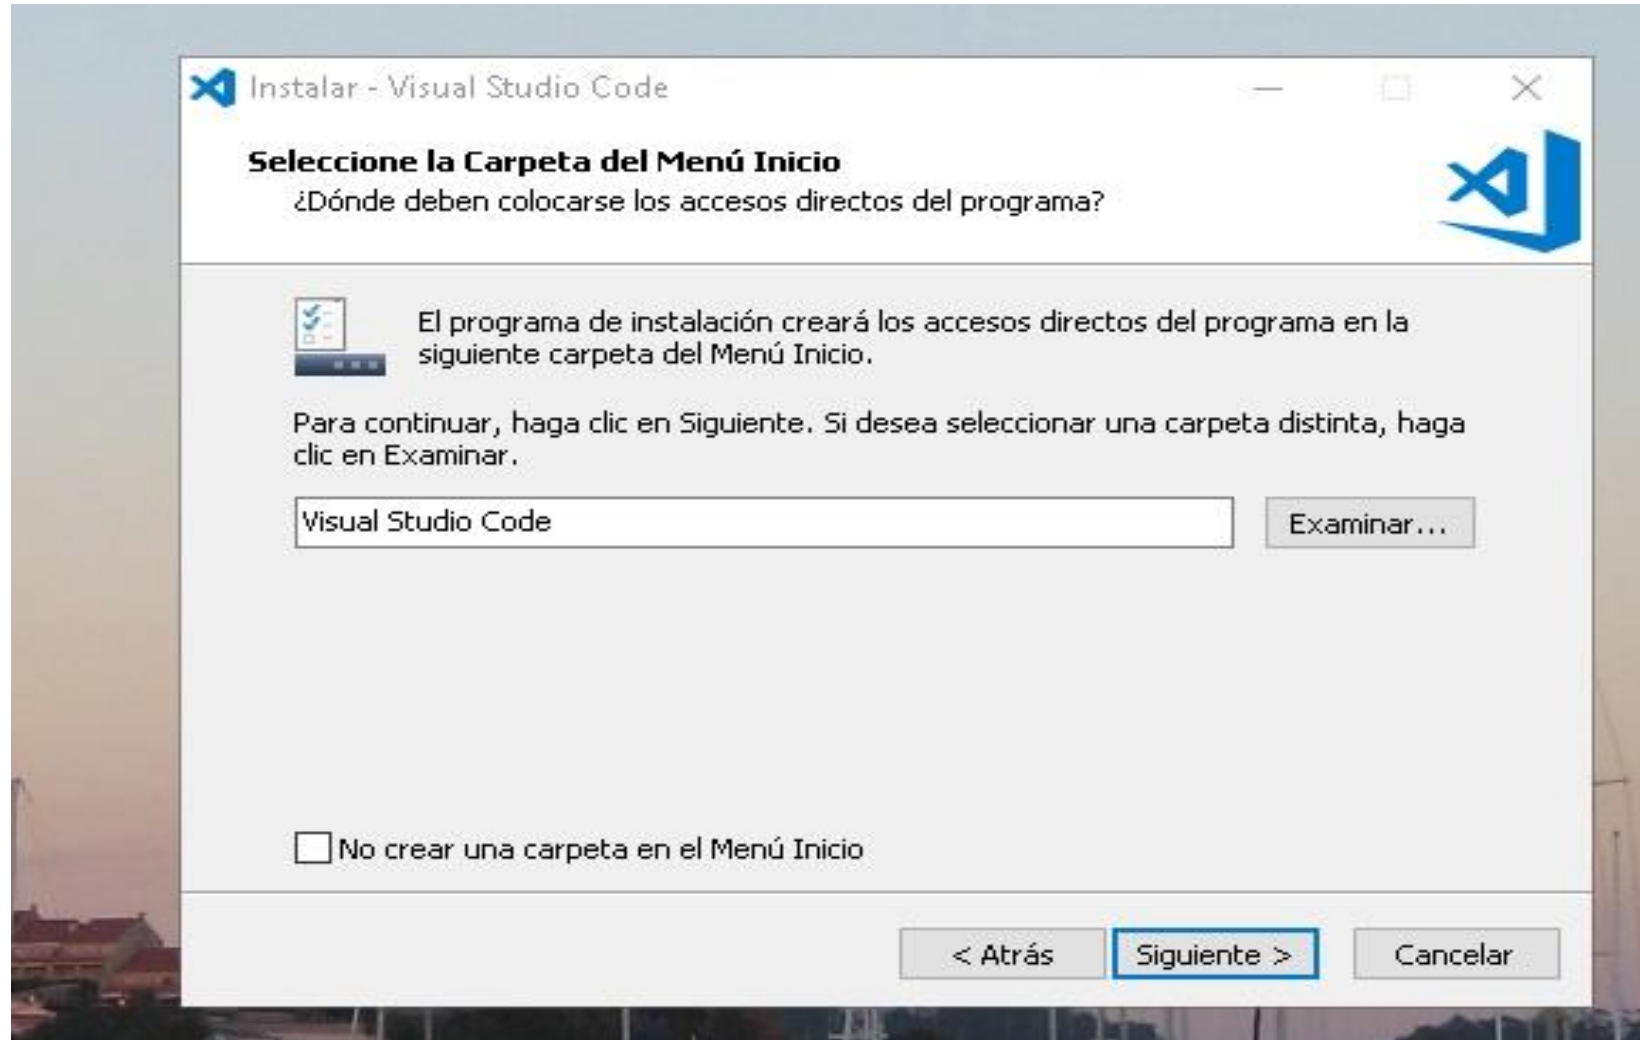 Instalar - Visual Studio Code
Seleccione la Carpeta del Menú Inicio
¿Dónde deben colocarse los accesos directos del programa?
El programa de instalación creará los accesos directos del programa en la
siguiente carpeta del Menú Inicio.
Para continuar, haga clic en Siguiente. Si desea seleccionar una carpeta distinta, haga
clic en Examinar.
Visual Studio Code
Examinar...
No crear una carpeta en el Menú Inicio
< Atrás
Siguiente >
Cancelar